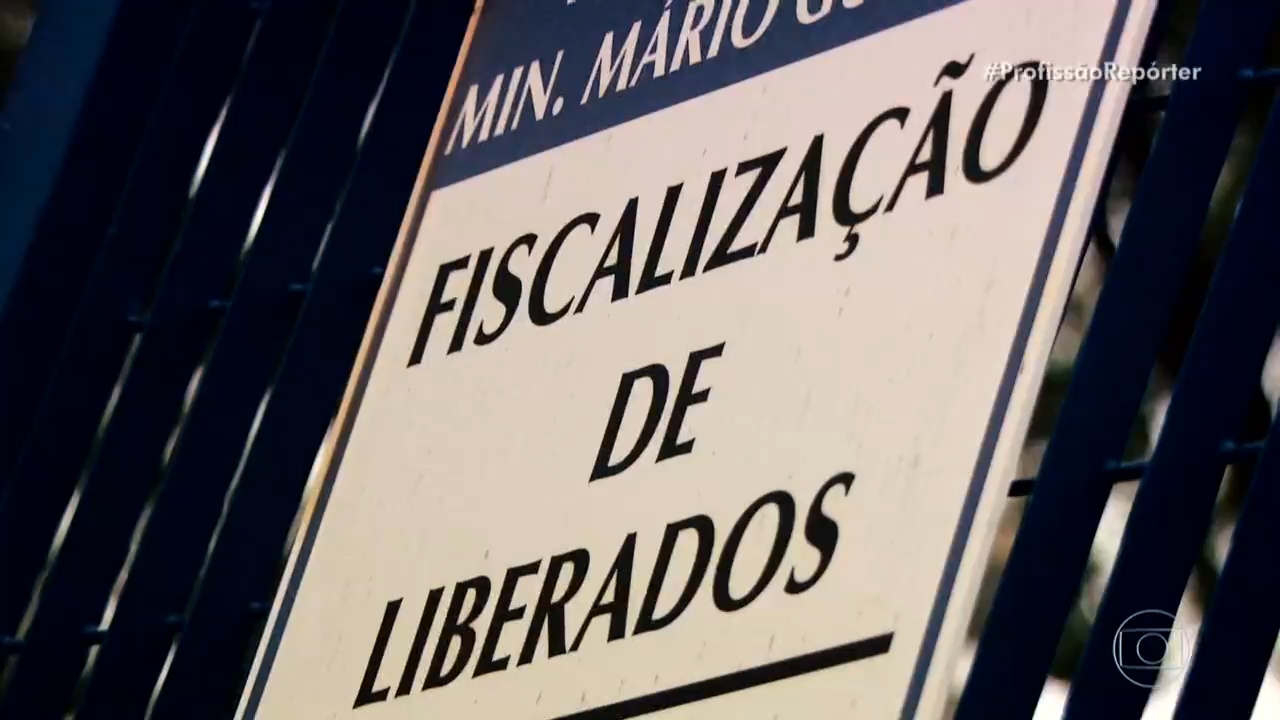 MIN. MÁRIO
#ProfissãoRepórter
FISCALIZAÇÃO
DE
LIBERADOS